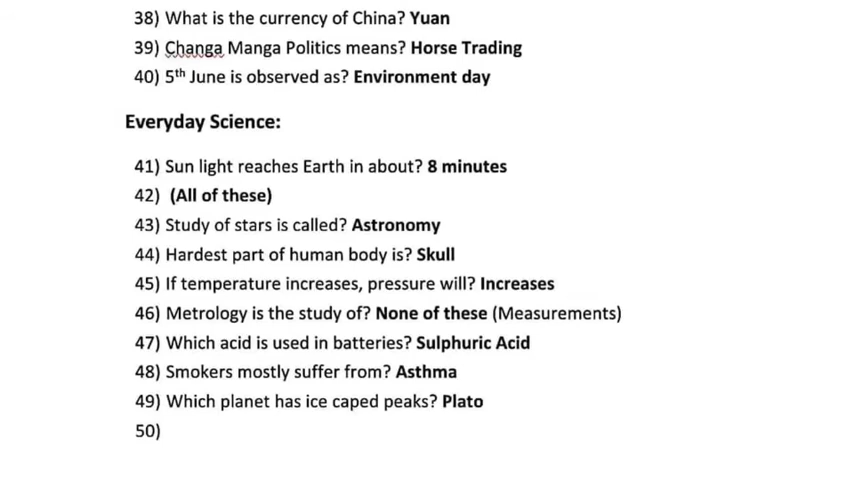 38) What is the currency of China? Yuan
39) Changa Manga Politics means? Horse Trading
40) 5th June is observed as? Environment day
Everyday Science:
41) Sun light reaches Earth in about? 8 minutes
42) (All of these)
43) Study of stars is called? Astronomy
44) Hardest part of human body is? Skull
45) If temperature increases, pressure will? Increases
46) Metrology is the study of? None of these (Measurements)
47) Which acid is used in batteries? Sulphuric Acid
48) Smokers mostly suffer from? Asthma
49) Which planet has ice caped peaks? Plato
50)